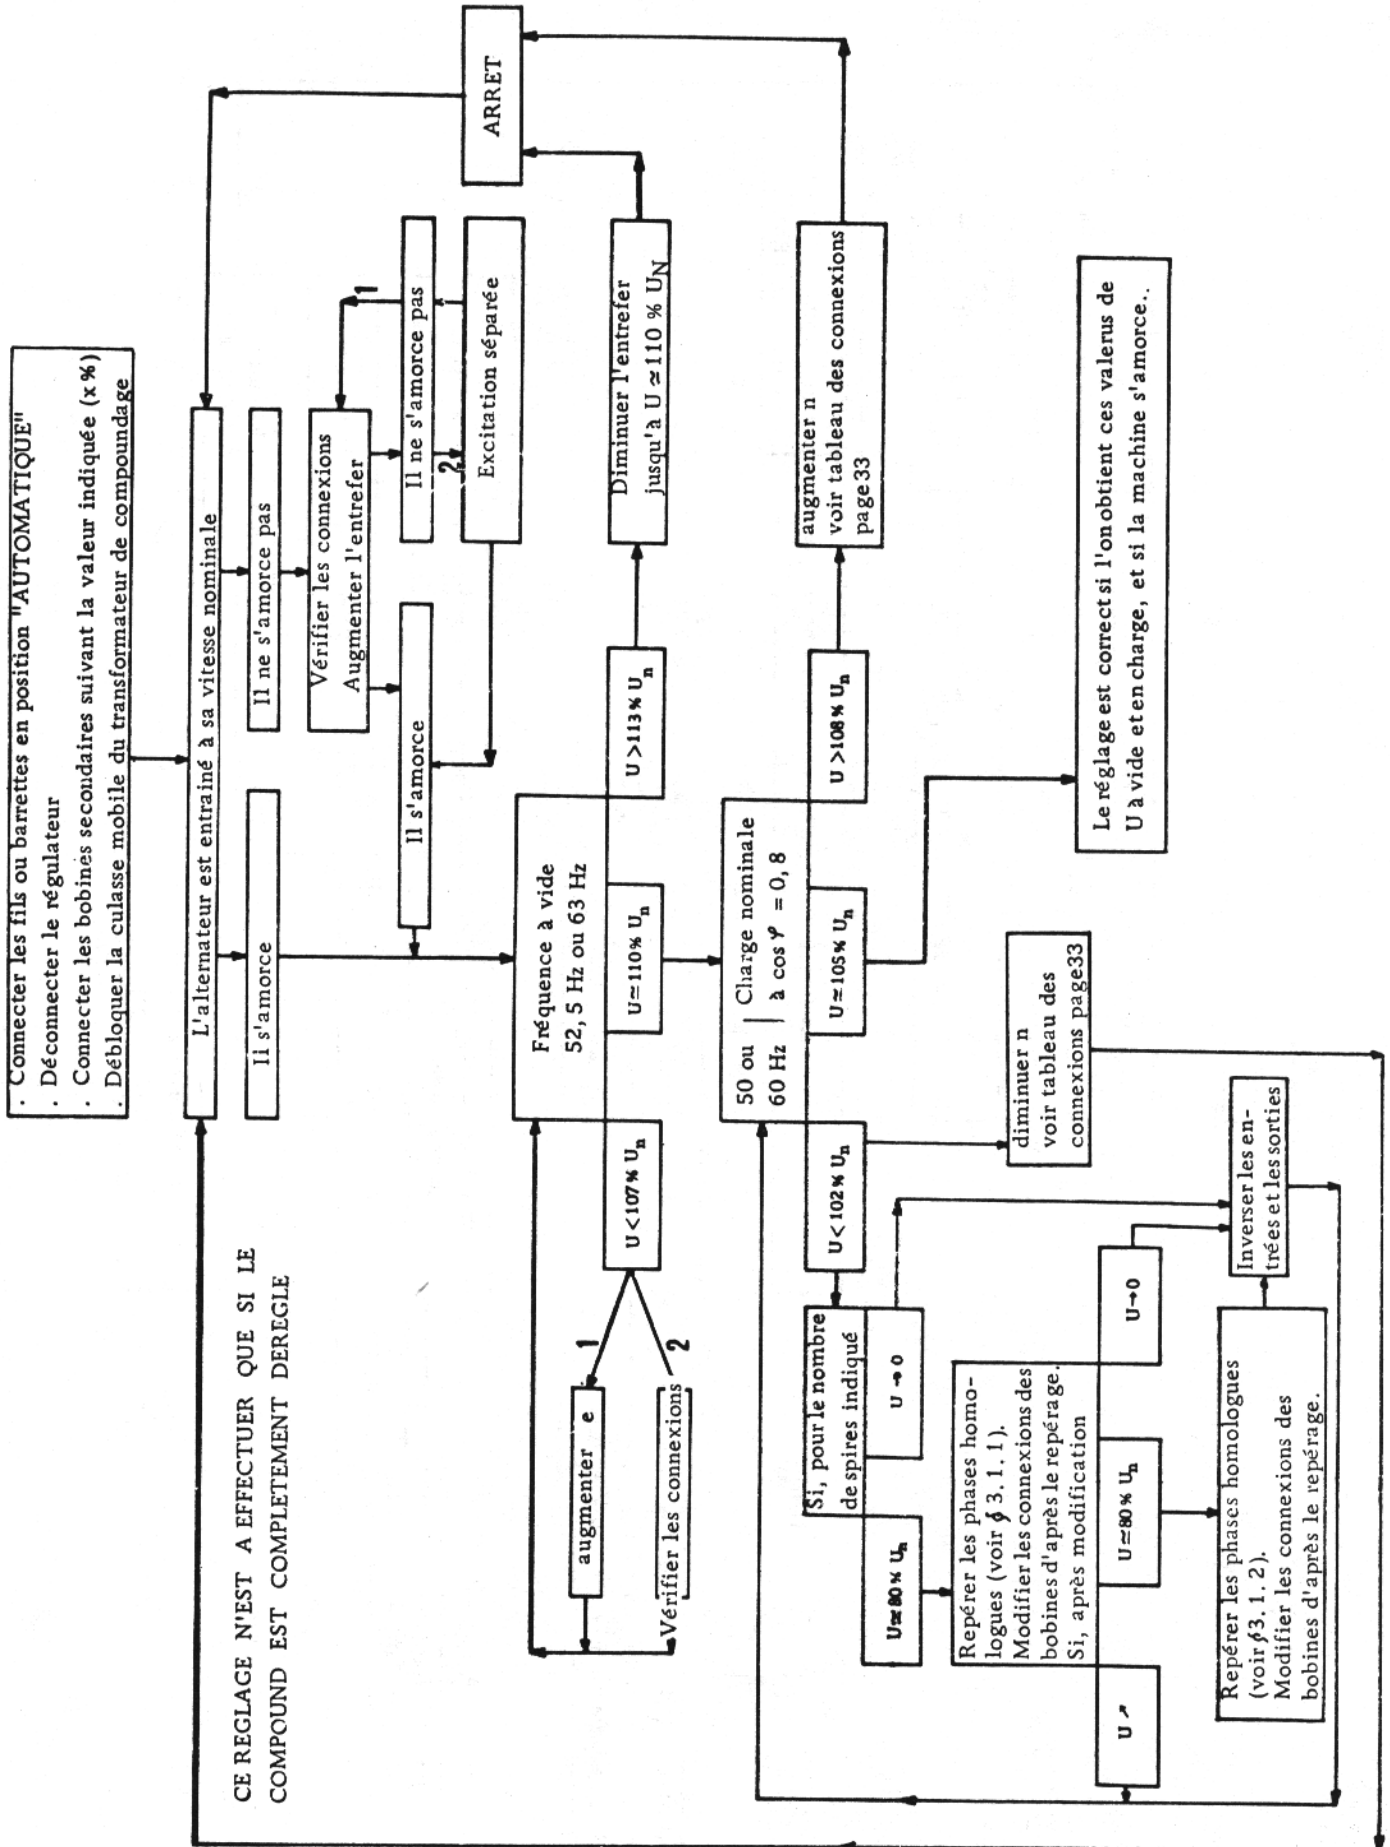 . Connecter les fils ou barrettes en position "AUTOMATIQUE"
. Déconnecter le régulateur
. Connecter les bobines secondaires suivant la valeur indiquée (x %)
. Débloquer la culasse mobile du transformateur de compoundage
L'alternateur est entrainé à sa vitesse nominale
Il s'amorce
Il ne s'amorce pas
Vérifier les connexions
Augmenter l'entrefer
1
Il s'amorce
Il ne s'amorce pas
2
Excitation séparée
ARRET
CE REGLAGE N'EST A EFFECTUER QUE SI LE
COMPOUND EST COMPLETEMENT DEREGLE
Fréquence à vide
52, 5 Hz ou 63 Hz
U < 107 % Un
U ≃ 110 % Un
U > 113 % Un
Diminuer l'entrefer
jusqu'à U ≃ 110 % UN
1
augmenter e
2
Vérifier les connexions
50 ou | Charge nominale
60 Hz | à cos φ = 0, 8
U < 102 % Un
U ≃ 105 % Un
U > 108 % Un
augmenter n
voir tableau des connexions
page 33
Si, pour le nombre
de spires indiqué
U ≃ 80 % Un
U → 0
diminuer n
voir tableau des
connexions page 33
Le réglage est correct si l'on obtient ces valerus de
U à vide et en charge, et si la machine s'amorce..
Repérer les phases homo-
logues (voir § 3. 1. 1).
Modifier les connexions des
bobines d'après le repérage.
Si, après modification
U ↗
U ≃ 80 % Un
U → 0
Repérer les phases homologues
(voir § 3. 1. 2).
Modifier les connexions des
bobines d'après le repérage.
Inverser les en-
trées et les sorties